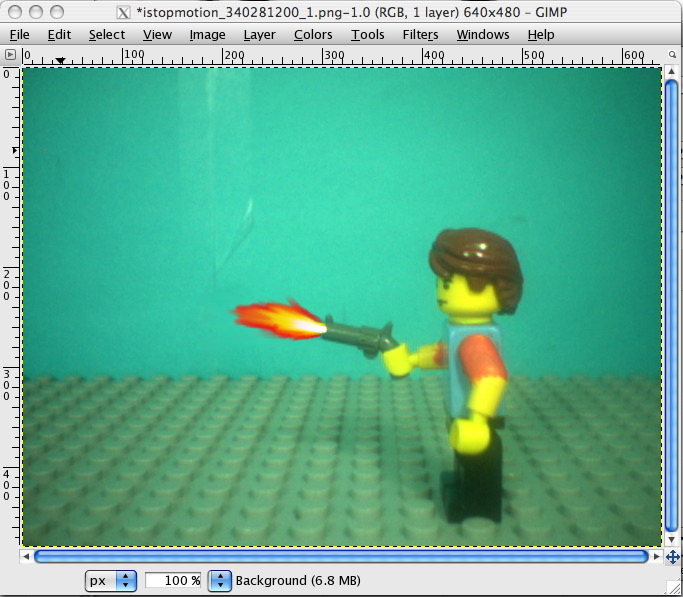 *istopmotion_340281200_1.png-1.0 (RGB, 1 layer) 640x480 – GIMP
File Edit Select View Image Layer Colors Tools Filters Windows Help
0 100 200 300 400 500 600
0
100
200
300
400
px 100 % Background (6.8 MB)